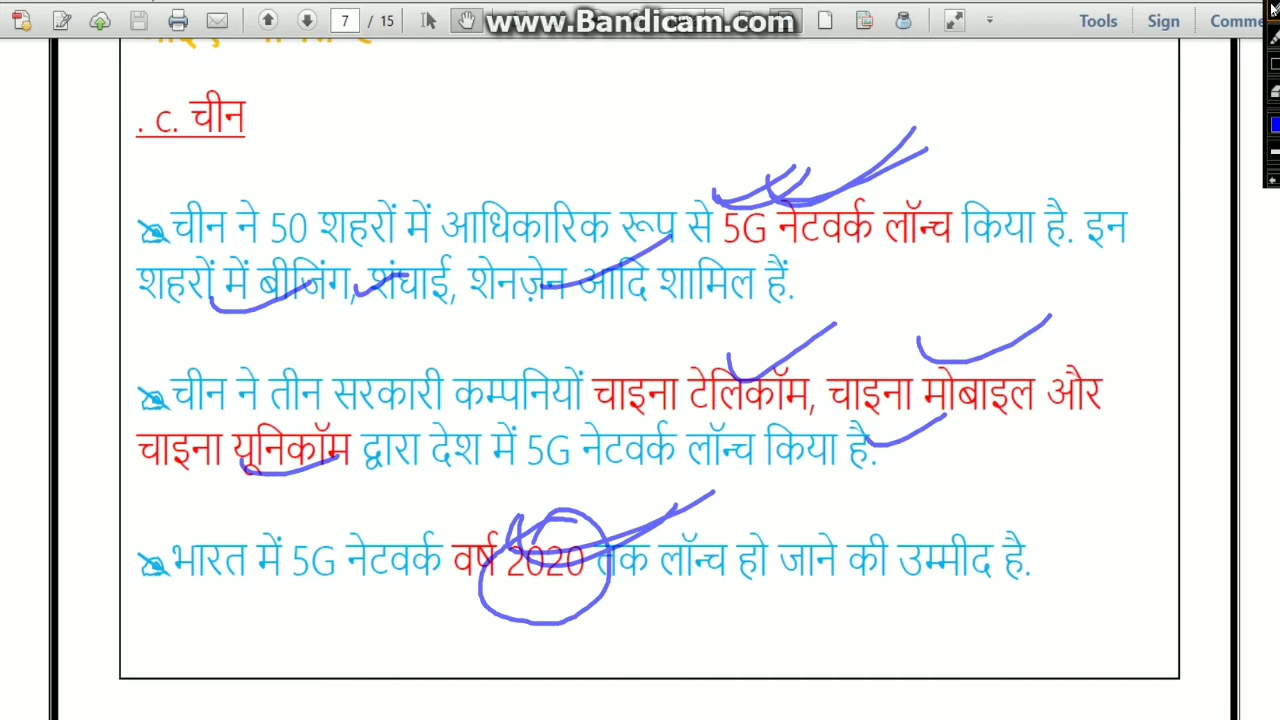 www.Bandicam.com
7 / 15
Tools Sign Comme
. c. चीन
चीन ने 50 शहरों में आधिकारिक रूप से 5G नेटवर्क लॉन्च किया है. इन
शहरों में बीजिंग, शंघाई, शेनज़ेन आदि शामिल हैं.
चीन ने तीन सरकारी कम्पनियों चाइना टेलिकॉम, चाइना मोबाइल और
चाइना यूनिकॉम द्वारा देश में 5G नेटवर्क लॉन्च किया है.
भारत में 5G नेटवर्क वर्ष 2020 तक लॉन्च हो जाने की उम्मीद है.